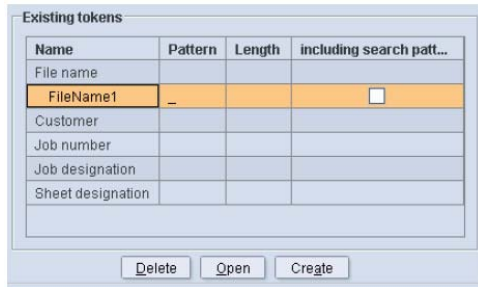 Existing tokens
Name Pattern Length including search patt...
File name
FileName1 _
Customer
Job number
Job designation
Sheet designation
Delete Open Create